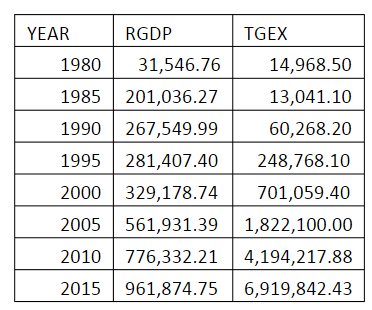 YEAR RGDP TGEX
1980 31,546.76 14,968.50
1985 201,036.27 13,041.10
1990 267,549.99 60,268.20
1995 281,407.40 248,768.10
2000 329,178.74 701,059.40
2005 561,931.39 1,822,100.00
2010 776,332.21 4,194,217.88
2015 961,874.75 6,919,842.43